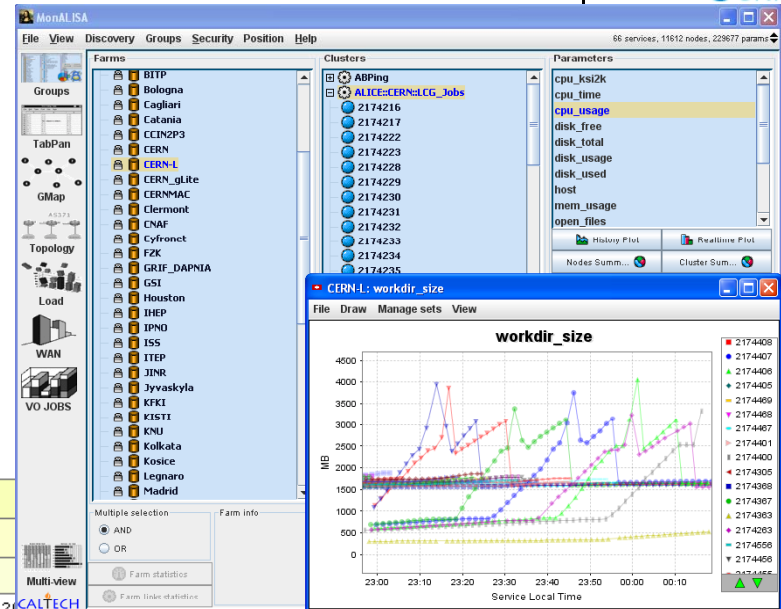 MonALISA
File View Discovery Groups Security Position Help
66 services, 11612 nodes, 229677 params
Groups
TabPan
GMap
AS371
Topology
Load
WAN
VO JOBS
Multi-view
CALTECH
Farms
BITP
Bologna
Cagliari
Catania
CCIN2P3
CERN
CERN-L
CERN_gLite
CERNMAC
Clermont
CNAF
Cyfronet
FZK
GRIF_DAPNIA
GSI
Houston
IHEP
IPNO
ISS
ITEP
JINR
Jyvaskyla
KFKI
KISTI
KNU
Kolkata
Kosice
Legnaro
Madrid
Multiple selection
AND
OR
Farm statistics
Farm links statistics
Farm info
Clusters
ABPing
ALICE::CERN::LCG_Jobs
2174216
2174217
2174222
2174223
2174228
2174229
2174230
2174231
2174232
2174233
2174234
2174235
Parameters
cpu_ksi2k
cpu_time
cpu_usage
disk_free
disk_total
disk_usage
disk_used
host
mem_usage
open_files
History Plot
Realtime Plot
Nodes Summ...
Cluster Sum...
CERN-L: workdir_size
File Draw Manage sets View
workdir_size
4500
4000
3500
3000
2500
2000
1500
1000
500
0
MB
23:00 23:10 23:20 23:30 23:40 23:50 00:00 00:10
Service Local Time
2174408
2174407
2174406
2174405
2174469
2174468
2174467
2174401
2174400
2174305
2174368
2174367
2174363
2174263
2174556
2174456